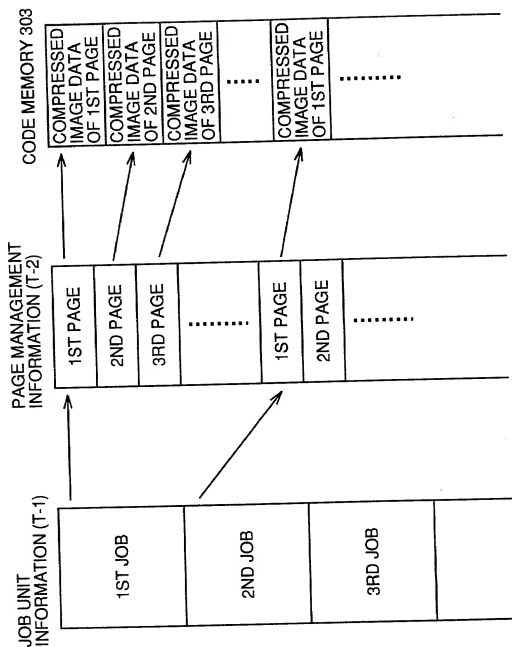 JOB UNIT
INFORMATION (T-1)
1ST JOB
2ND JOB
3RD JOB
PAGE MANAGEMENT
INFORMATION (T-2)
1ST PAGE
2ND PAGE
3RD PAGE
1ST PAGE
2ND PAGE
CODE MEMORY 303
COMPRESSED
IMAGE DATA
OF 1ST PAGE
COMPRESSED
IMAGE DATA
OF 2ND PAGE
COMPRESSED
IMAGE DATA
OF 3RD PAGE
COMPRESSED
IMAGE DATA
OF 1ST PAGE